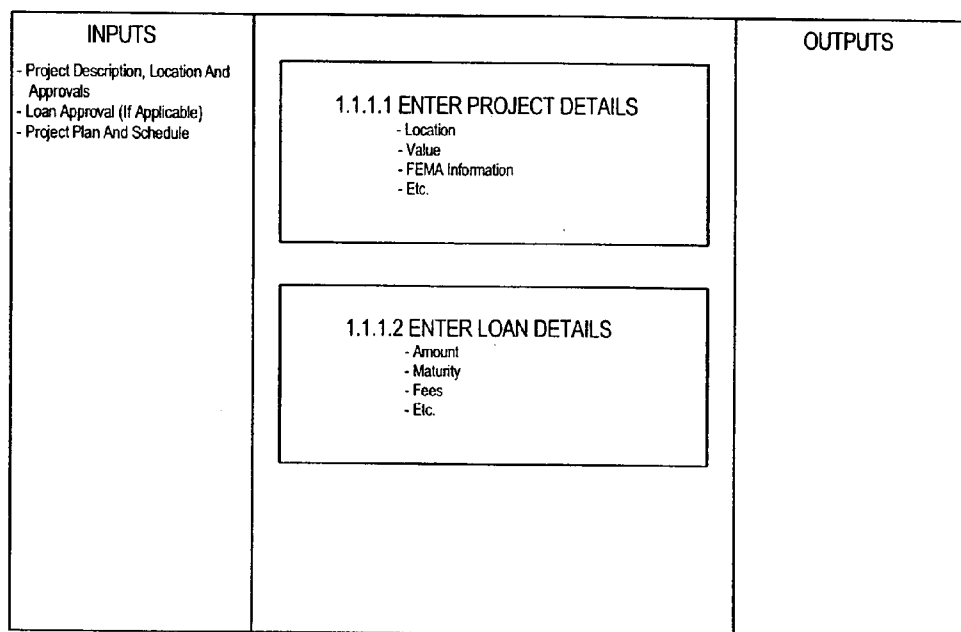 INPUTS
- Project Description, Location And
Approvals
- Loan Approval (If Applicable)
- Project Plan And Schedule
1.1.1.1 ENTER PROJECT DETAILS
- Location
- Value
- FEMA Information
- Etc.
1.1.1.2 ENTER LOAN DETAILS
- Amount
- Maturity
- Fees
- Etc.
OUTPUTS